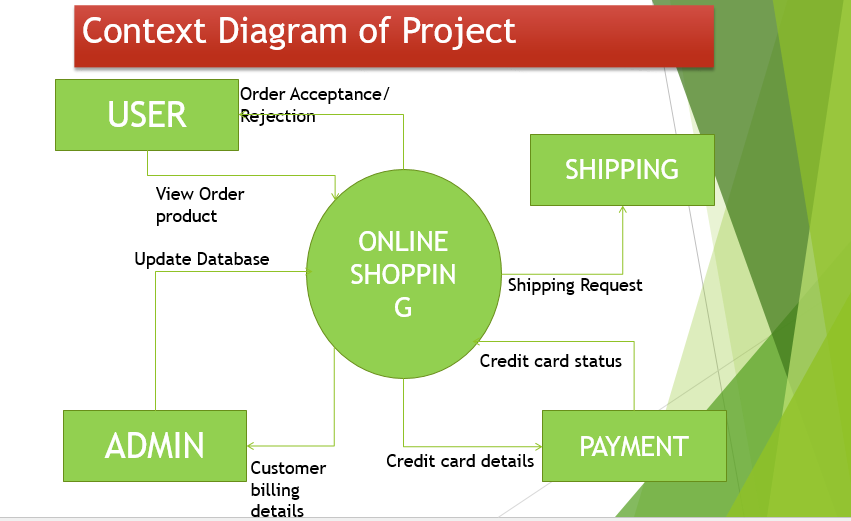 Context Diagram of Project
USER
Order Acceptance/
Rejection
SHIPPING
View Order
product
ONLINE
SHOPPIN
G
Update Database
Shipping Request
Credit card status
ADMIN
PAYMENT
Credit card details
Customer
billing
details